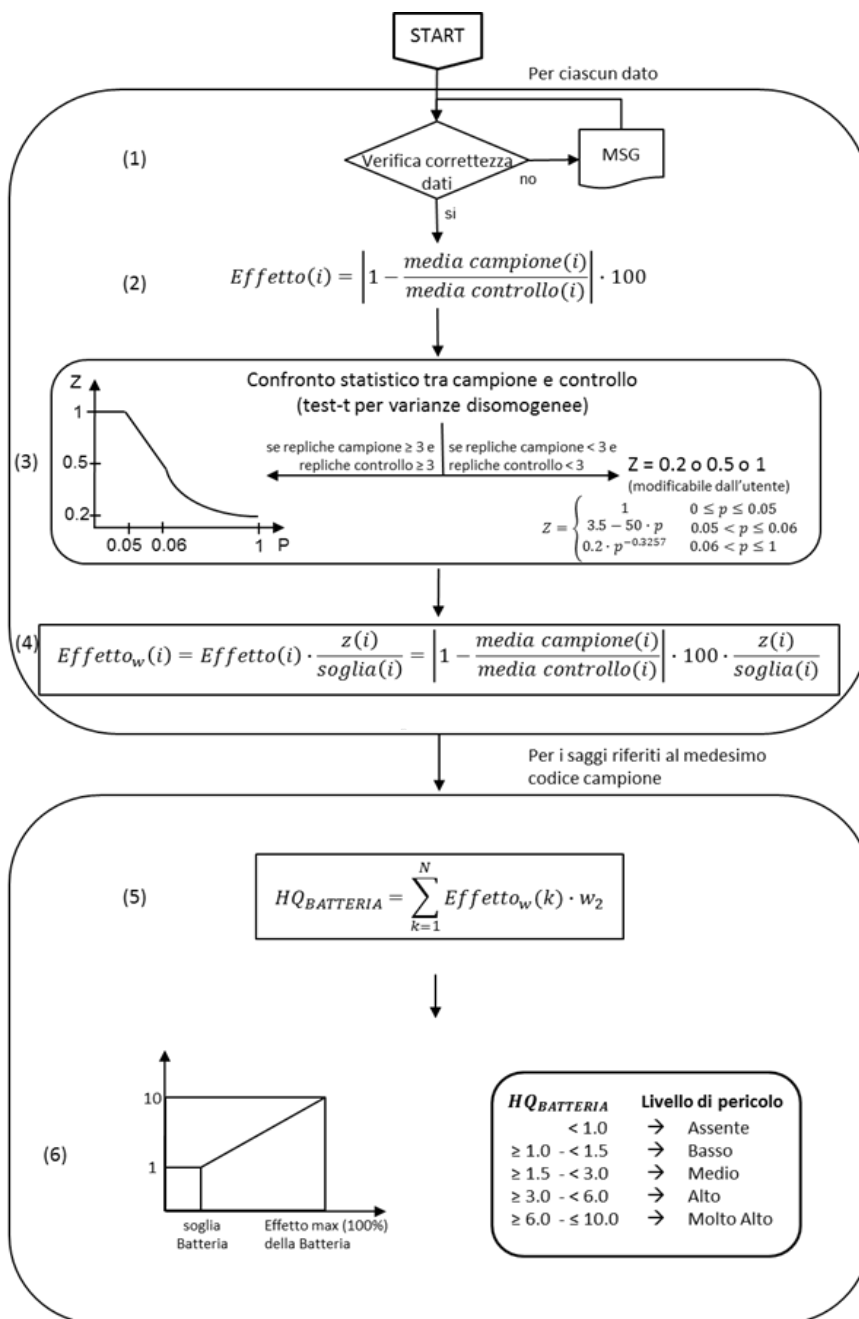 START
Per ciascun dato
(1)
Verifica correttezza
dati
no
MSG
si
(2)
Effetto(i) = |1 − media campione(i) / media controllo(i)| · 100
(3)
Confronto statistico tra campione e controllo
(test-t per varianze disomogenee)
Z
1
0.5
0.2
0.05 0.06 1 P
se repliche campione ≥ 3 e
repliche controllo ≥ 3
se repliche campione < 3 e
repliche controllo < 3
Z = 0.2 o 0.5 o 1
(modificabile dall'utente)
Z = {
1 0 ≤ p ≤ 0.05
3.5 − 50 · p 0.05 < p ≤ 0.06
0.2 · p^−0.3257 0.06 < p ≤ 1
(4)
Effetto_w(i) = Effetto(i) · z(i) / soglia(i) = |1 − media campione(i) / media controllo(i)| · 100 · z(i) / soglia(i)
Per i saggi riferiti al medesimo
codice campione
(5)
HQ_BATTERIA = ∑_{k=1}^{N} Effetto_w(k) · w_2
(6)
10
1
soglia
Batteria
Effetto max (100%)
della Batteria
HQ_BATTERIA Livello di pericolo
< 1.0 → Assente
≥ 1.0 - < 1.5 → Basso
≥ 1.5 - < 3.0 → Medio
≥ 3.0 - < 6.0 → Alto
≥ 6.0 - ≤ 10.0 → Molto Alto